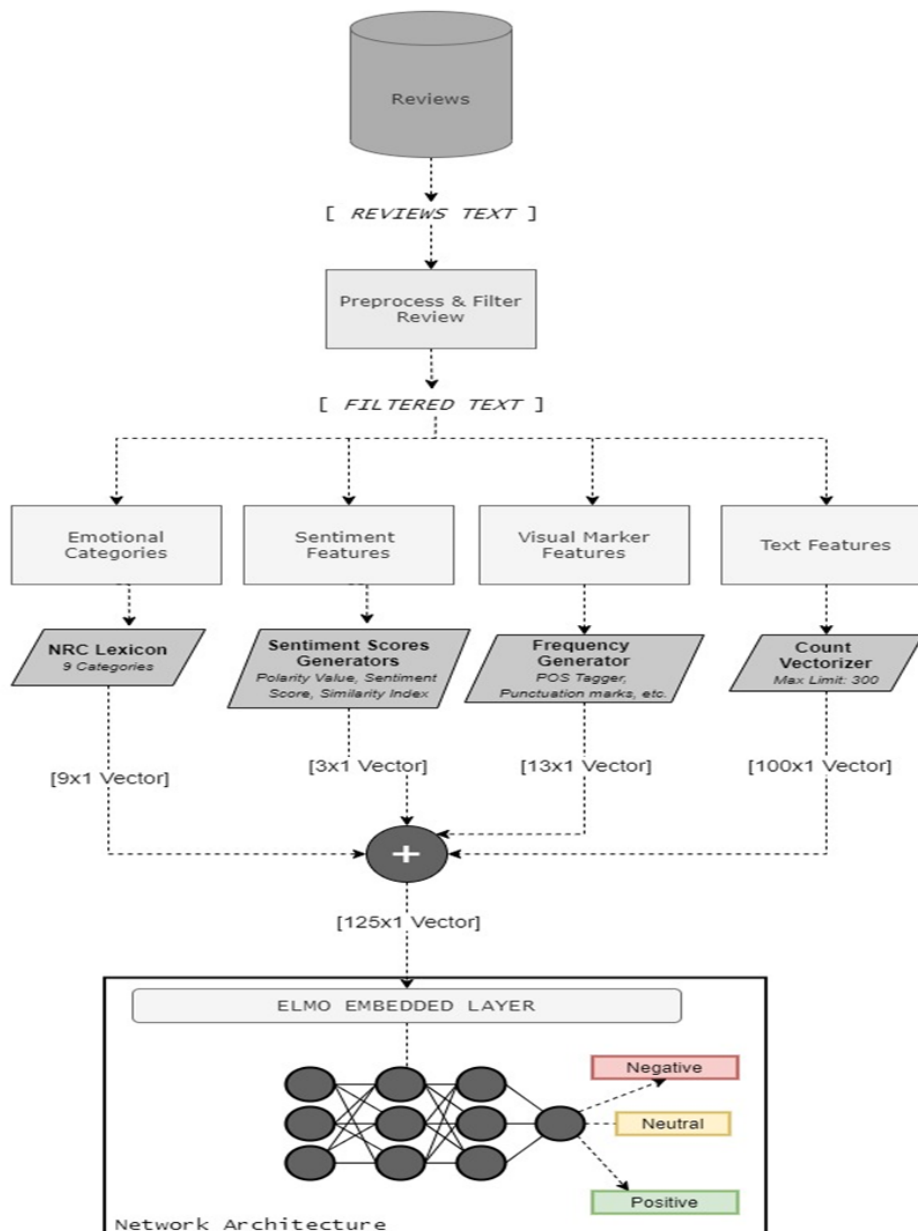 Reviews
[ REVIEWS TEXT ]
Preprocess & Filter
Review
[ FILTERED TEXT ]
Emotional
Categories
Sentiment
Features
Visual Marker
Features
Text Features
NRC Lexicon
9 Categories
Sentiment Scores
Generators
Polarity Value, Sentiment
Score, Similarity Index
Frequency
Generator
POS Tagger,
Punctuation marks, etc.
Count
Vectorizer
Max Limit: 300
[9x1 Vector]
[3x1 Vector]
[13x1 Vector]
[100x1 Vector]
+
[125x1 Vector]
ELMO EMBEDDED LAYER
Negative
Neutral
Positive
Network Architecture